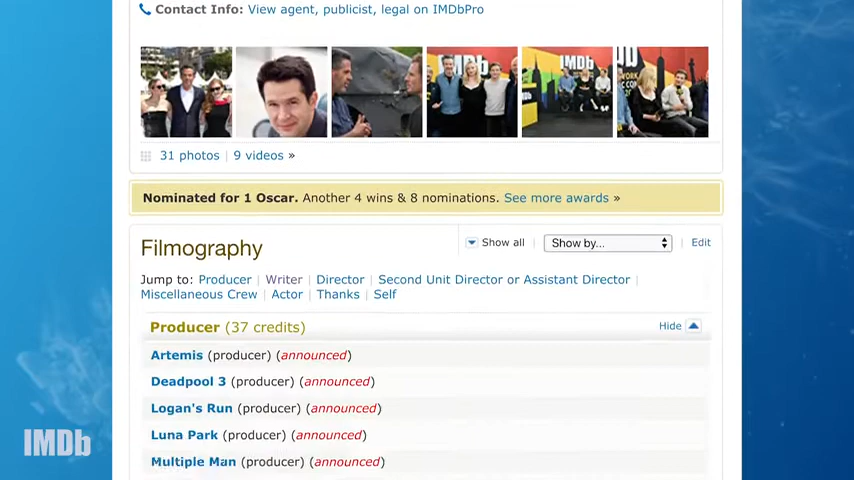 Contact Info: View agent, publicist, legal on IMDbPro
31 photos | 9 videos »
Nominated for 1 Oscar. Another 4 wins & 8 nominations. See more awards »
Filmography
Show all | Show by... | Edit
Jump to: Producer | Writer | Director | Second Unit Director or Assistant Director |
Miscellaneous Crew | Actor | Thanks | Self
Producer (37 credits)
Hide
Artemis (producer) (announced)
Deadpool 3 (producer) (announced)
Logan's Run (producer) (announced)
Luna Park (producer) (announced)
Multiple Man (producer) (announced)
IMDb